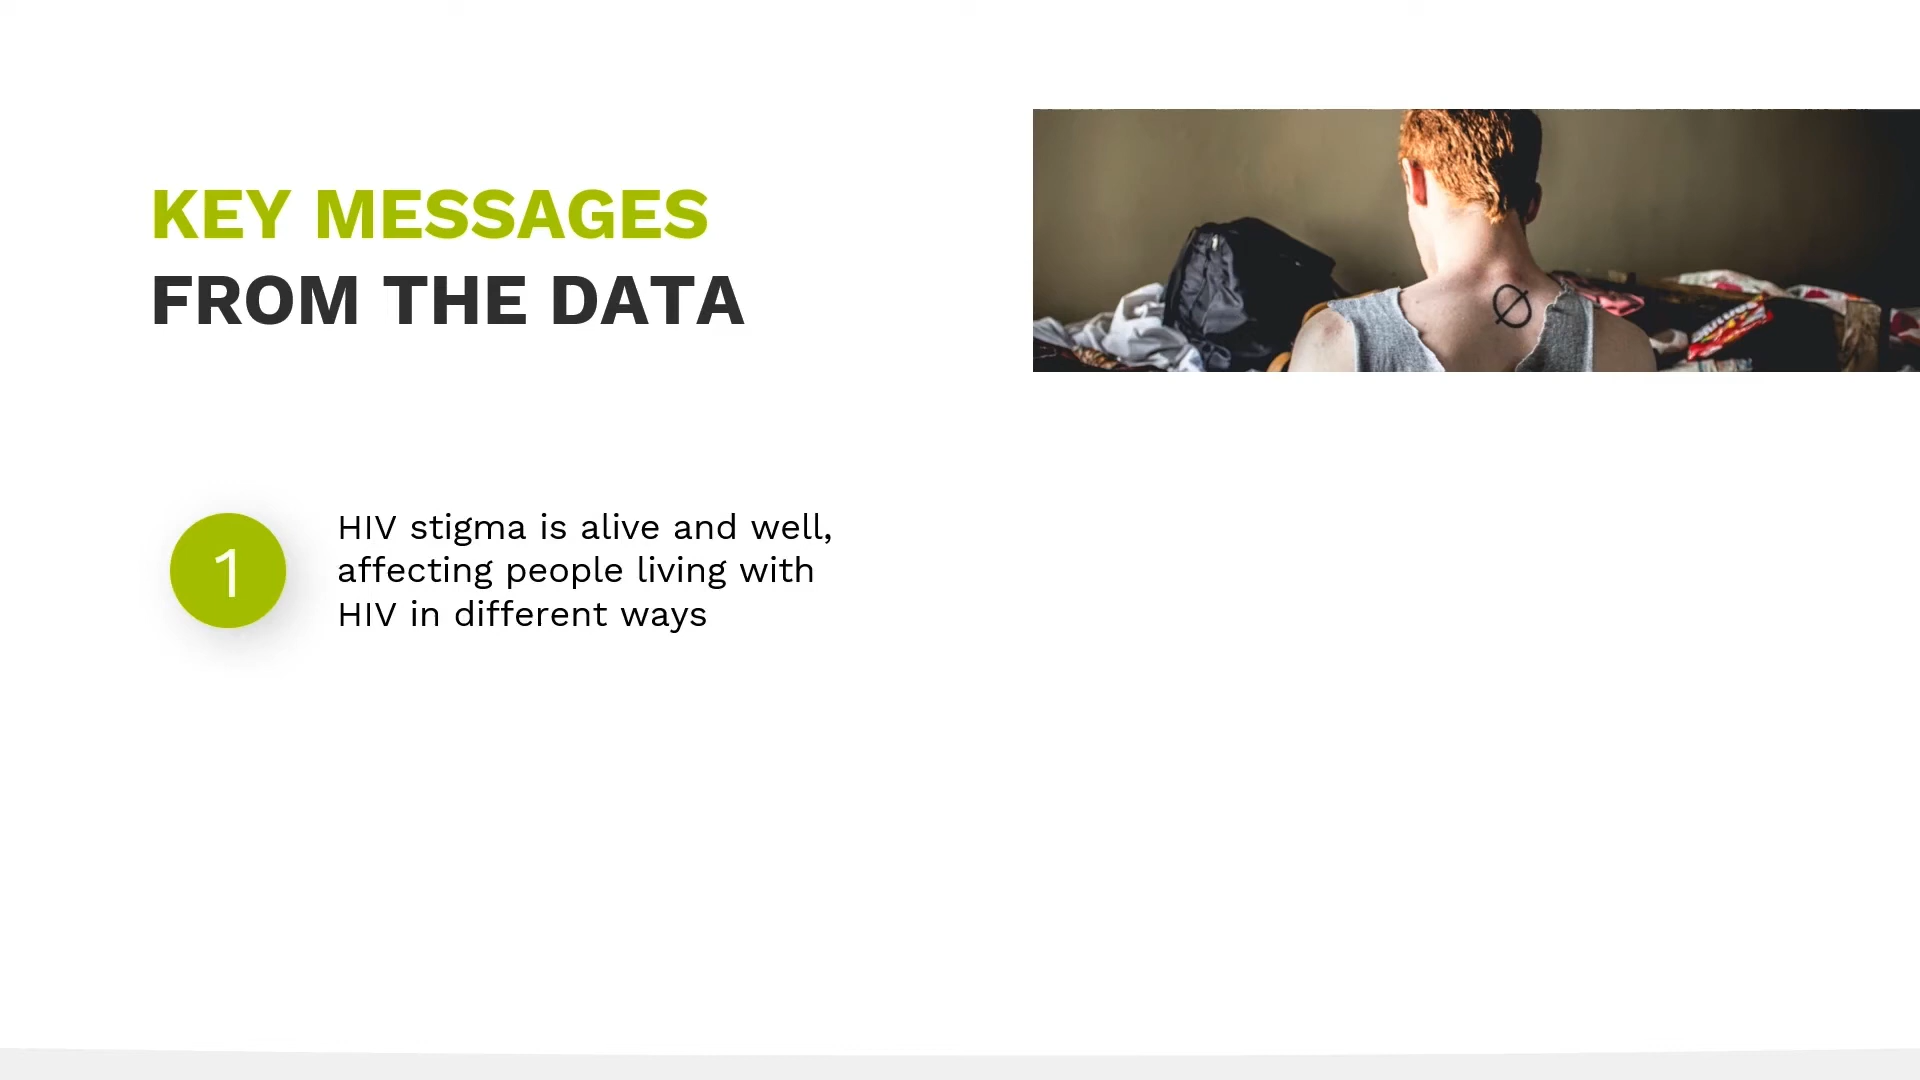 KEY MESSAGES
FROM THE DATA
1
HIV stigma is alive and well,
affecting people living with
HIV in different ways